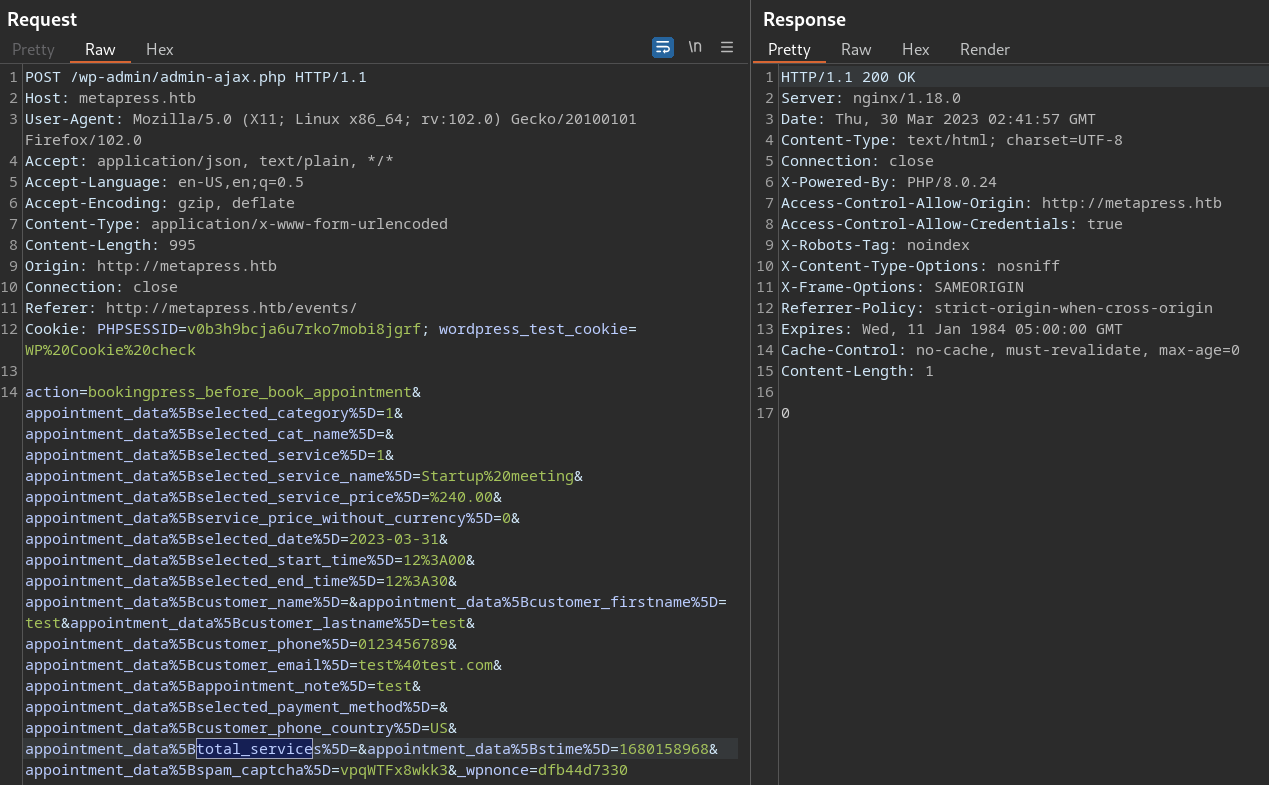 Request
Pretty Raw Hex \n
1 POST /wp-admin/admin-ajax.php HTTP/1.1
2 Host: metapress.htb
3 User-Agent: Mozilla/5.0 (X11; Linux x86_64; rv:102.0) Gecko/20100101
Firefox/102.0
4 Accept: application/json, text/plain, */*
5 Accept-Language: en-US,en;q=0.5
6 Accept-Encoding: gzip, deflate
7 Content-Type: application/x-www-form-urlencoded
8 Content-Length: 995
9 Origin: http://metapress.htb
10 Connection: close
11 Referer: http://metapress.htb/events/
12 Cookie: PHPSESSID=v0b3h9bcja6u7rko7mobi8jgrf; wordpress_test_cookie=
WP%20Cookie%20check
13
14 action=bookingpress_before_book_appointment&
appointment_data%5Bselected_category%5D=1&
appointment_data%5Bselected_cat_name%5D=&
appointment_data%5Bselected_service%5D=1&
appointment_data%5Bselected_service_name%5D=Startup%20meeting&
appointment_data%5Bselected_service_price%5D=%240.00&
appointment_data%5Bservice_price_without_currency%5D=0&
appointment_data%5Bselected_date%5D=2023-03-31&
appointment_data%5Bselected_start_time%5D=12%3A00&
appointment_data%5Bselected_end_time%5D=12%3A30&
appointment_data%5Bcustomer_name%5D=&appointment_data%5Bcustomer_firstname%5D=
test&appointment_data%5Bcustomer_lastname%5D=test&
appointment_data%5Bcustomer_phone%5D=0123456789&
appointment_data%5Bcustomer_email%5D=test%40test.com&
appointment_data%5Bappointment_note%5D=test&
appointment_data%5Bselected_payment_method%5D=&
appointment_data%5Bcustomer_phone_country%5D=US&
appointment_data%5Btotal_services%5D=&appointment_data%5Bstime%5D=1680158968&
appointment_data%5Bspam_captcha%5D=vpqWTFx8wkk3&_wpnonce=dfb44d7330
Response
Pretty Raw Hex Render
1 HTTP/1.1 200 OK
2 Server: nginx/1.18.0
3 Date: Thu, 30 Mar 2023 02:41:57 GMT
4 Content-Type: text/html; charset=UTF-8
5 Connection: close
6 X-Powered-By: PHP/8.0.24
7 Access-Control-Allow-Origin: http://metapress.htb
8 Access-Control-Allow-Credentials: true
9 X-Robots-Tag: noindex
10 X-Content-Type-Options: nosniff
11 X-Frame-Options: SAMEORIGIN
12 Referrer-Policy: strict-origin-when-cross-origin
13 Expires: Wed, 11 Jan 1984 05:00:00 GMT
14 Cache-Control: no-cache, must-revalidate, max-age=0
15 Content-Length: 1
16
17 0